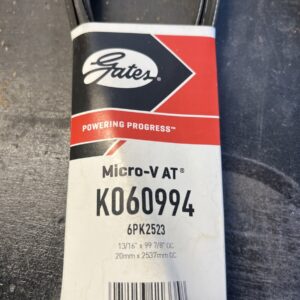 Gates
POWERING PROGRESS™
Micro-V AT®
K060994
6PK2523
13/16" x 99 7/8" OC
20mm x 2537mm OC